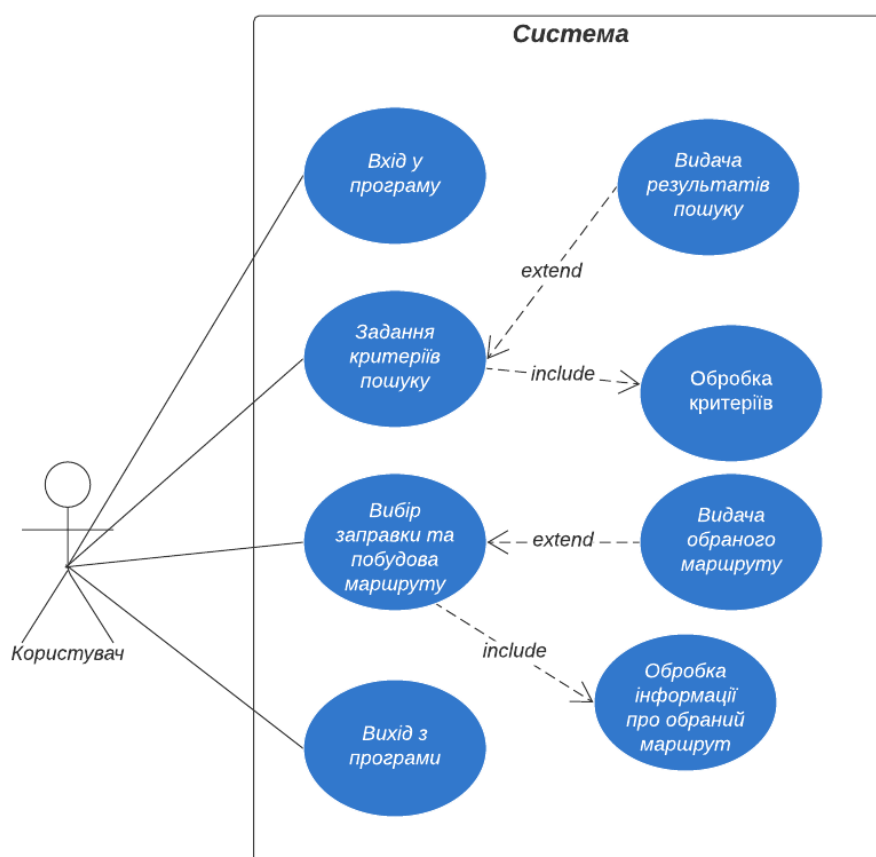 Система
Вхід у
програму
Видача
результатів
пошуку
extend
Задання
критеріїв
пошуку
include
Обробка
критеріїв
Вибір
заправки та
побудова
маршруту
extend
Видача
обраного
маршруту
Користувач
include
Обробка
інформації
про обраний
маршрут
Вихід з
програми